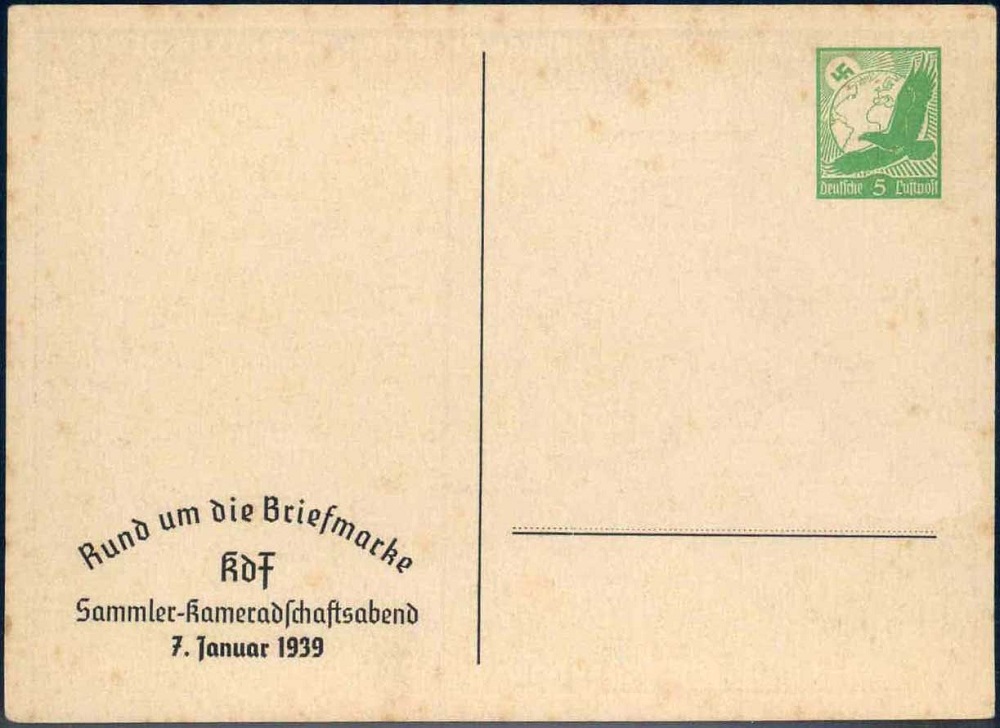 Deutsche 5 Luftpost
Rund um die Briefmarke
KdF
Sammler-Kameradschaftsabend
7. Januar 1939